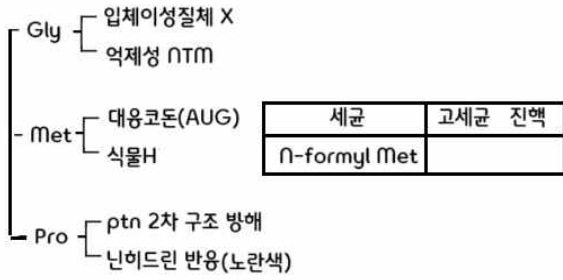 Gly
입체이성질체 X
억제성 NTM
Met
대응코돈(AUG)
식물H
세균 고세균 진핵
N-formyl Met
Pro
ptn 2차 구조 방해
닌히드린 반응(노란색)